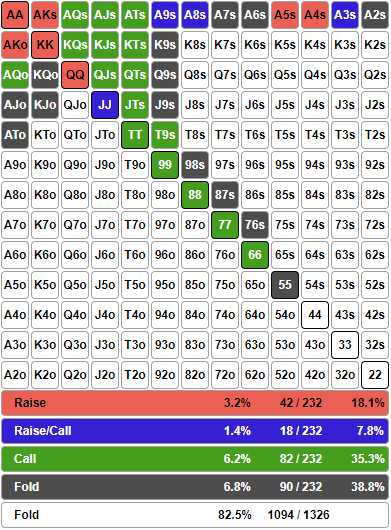 AA AKs AQs AJs ATs A9s A8s A7s A6s A5s A4s A3s A2s
AKo KK KQs KJs KTs K9s K8s K7s K6s K5s K4s K3s K2s
AQo KQo QQ QJs QTs Q9s Q8s Q7s Q6s Q5s Q4s Q3s Q2s
AJo KJo QJo JJ JTs J9s J8s J7s J6s J5s J4s J3s J2s
ATo KTo QTo JTo TT T9s T8s T7s T6s T5s T4s T3s T2s
A9o K9o Q9o J9o T9o 99 98s 97s 96s 95s 94s 93s 92s
A8o K8o Q8o J8o T8o 98o 88 87s 86s 85s 84s 83s 82s
A7o K7o Q7o J7o T7o 97o 87o 77 76s 75s 74s 73s 72s
A6o K6o Q6o J6o T6o 96o 86o 76o 66 65s 64s 63s 62s
A5o K5o Q5o J5o T5o 95o 85o 75o 65o 55 54s 53s 52s
A4o K4o Q4o J4o T4o 94o 84o 74o 64o 54o 44 43s 42s
A3o K3o Q3o J3o T3o 93o 83o 73o 63o 53o 43o 33 32s
A2o K2o Q2o J2o T2o 92o 82o 72o 62o 52o 42o 32o 22
Raise 3.2% 42 / 232 18.1%
Raise/Call 1.4% 18 / 232 7.8%
Call 6.2% 82 / 232 35.3%
Fold 6.8% 90 / 232 38.8%
Fold 82.5% 1094 / 1326